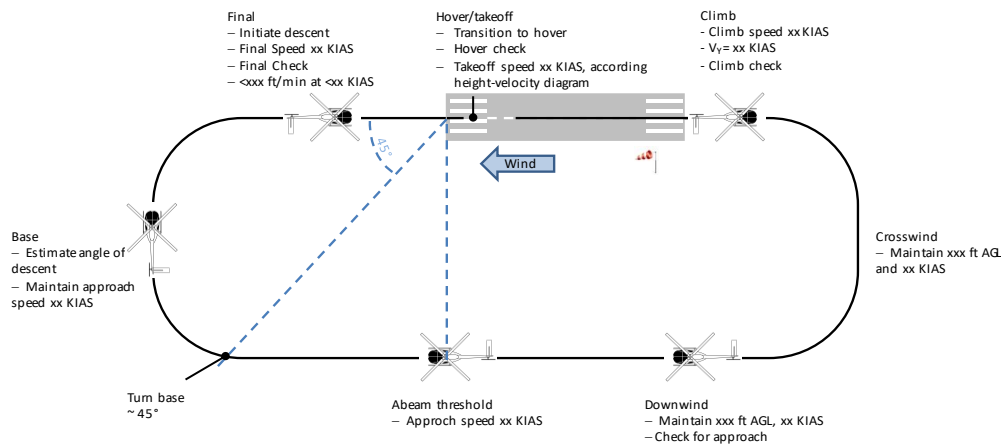 Final
– Initiate descent
– Final Speed xx KIAS
– Final Check
– <xxx ft/min at <xx KIAS
Hover/takeoff
– Transition to hover
– Hover check
– Takeoff speed xx KIAS, according
height-velocity diagram
Climb
- Climb speed xx KIAS
- VY = xx KIAS
- Climb check
45°
Wind
Base
– Estimate angle of
descent
– Maintain approach
speed xx KIAS
Crosswind
– Maintain xxx ft AGL
and xx KIAS
Turn base
~ 45°
Abeam threshold
– Approch speed xx KIAS
Downwind
– Maintain xxx ft AGL, xx KIAS
– Check for approach